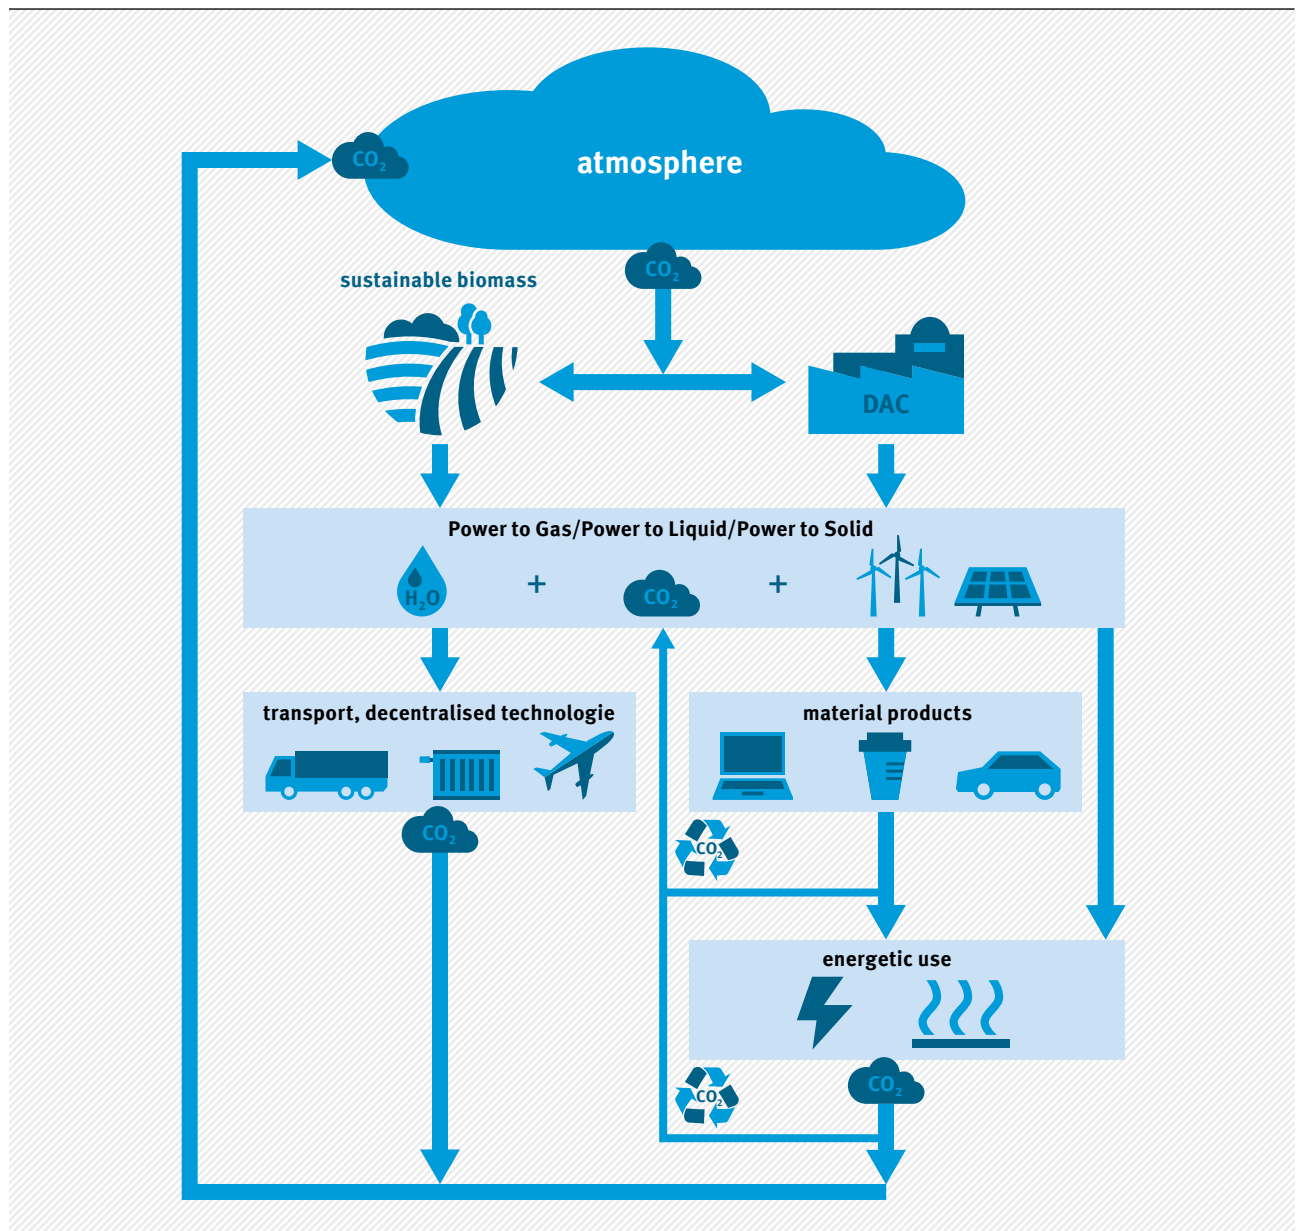 atmosphere
CO₂
CO₂
sustainable biomass
DAC
Power to Gas/Power to Liquid/Power to Solid
H₂O
+
CO₂
+
transport, decentralised technologie
material products
CO₂
CO₂
energetic use
CO₂
CO₂